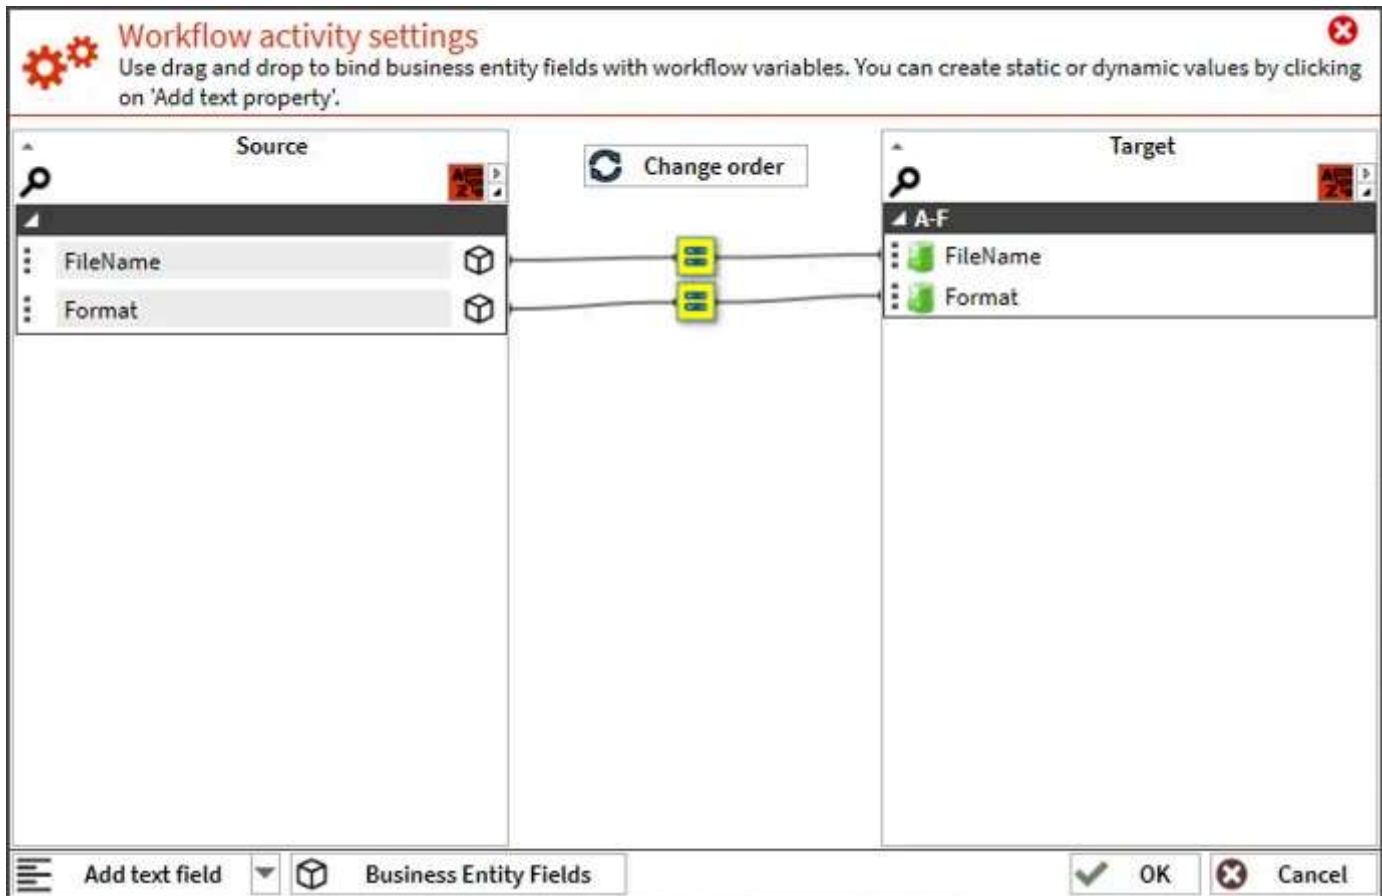 Workflow activity settings
Use drag and drop to bind business entity fields with workflow variables. You can create static or dynamic values by clicking
on 'Add text property'.
Source
Change order
Target
A-F
FileName
FileName
Format
Format
Add text field
Business Entity Fields
OK
Cancel